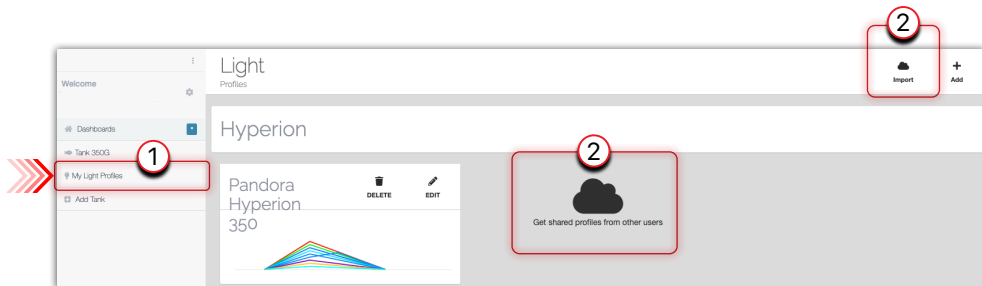 2
Light
Profiles
Import
Add
Welcome
Dashboards
Tank 350G
1
My Light Profiles
Add Tank
Hyperion
2
Pandora
Hyperion
350
DELETE
EDIT
Get shared profiles from other users